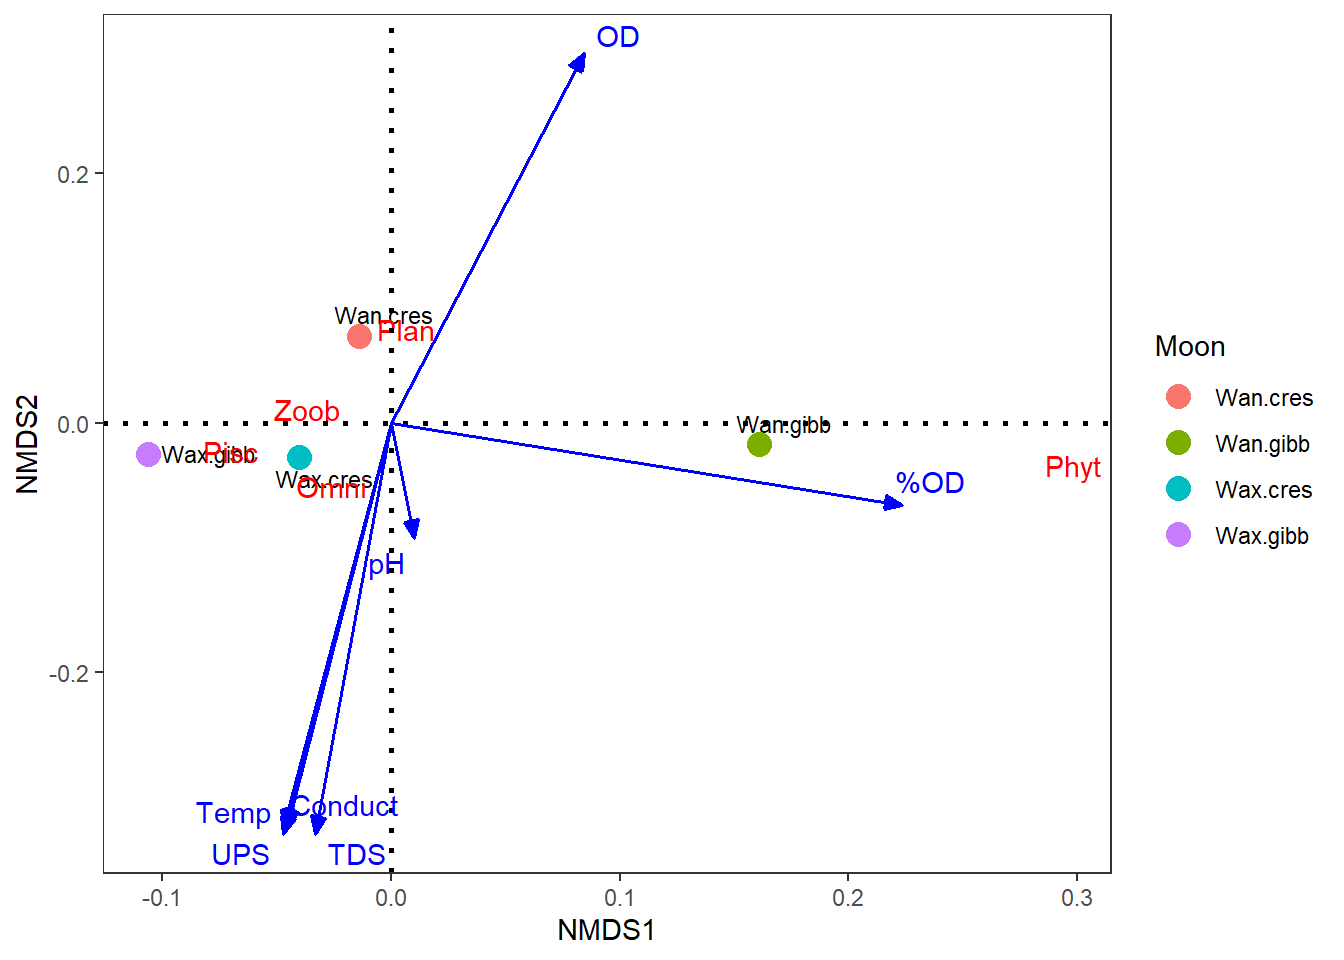 OD
0.2
Wan.cres
Plan
Moon
Wan.cres
Wan.gibb
Wax.cres
Wax.gibb
NMDS2
Zoob
0.0
Wan.gibb
Pisc
Wax.gibb
Phyt
Wax.cres
Omni
%OD
pH
-0.2
Temp
Conduct
UPS
TDS
-0.1
0.0
0.1
0.2
0.3
NMDS1